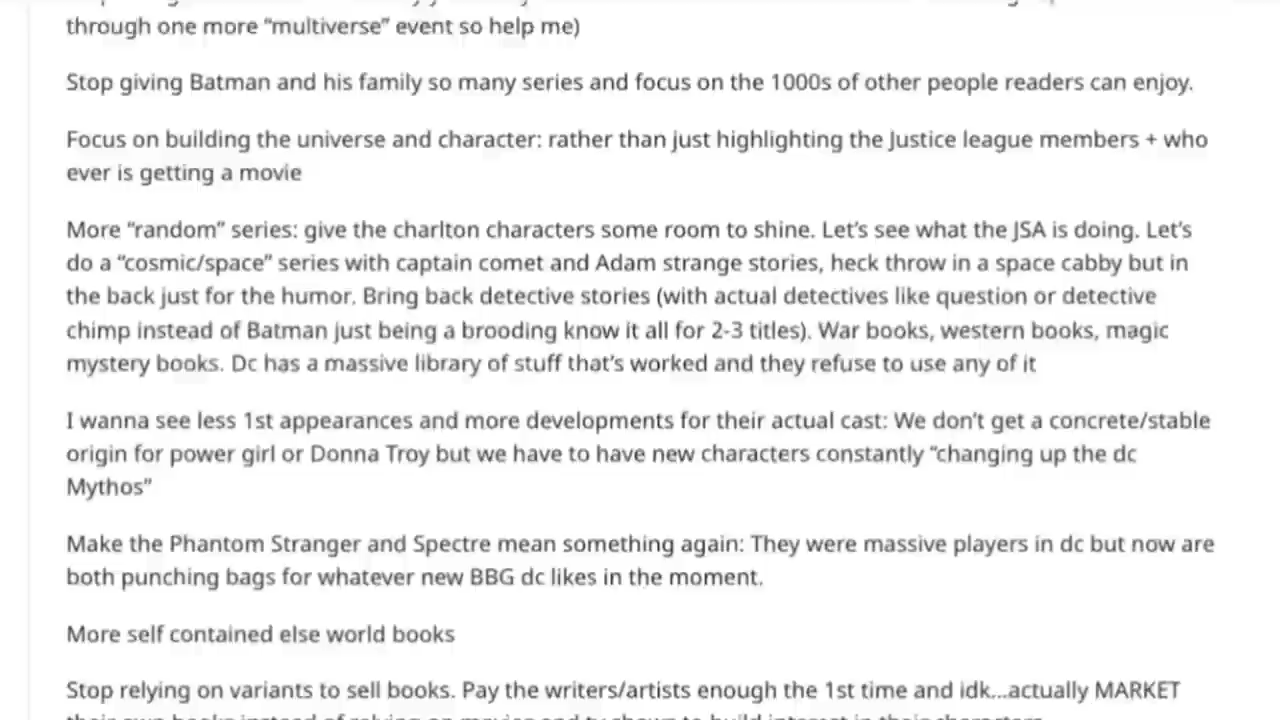 through one more “multiverse” event so help me)
Stop giving Batman and his family so many series and focus on the 1000s of other people readers can enjoy.
Focus on building the universe and character: rather than just highlighting the Justice league members + who
ever is getting a movie
More “random” series: give the charlton characters some room to shine. Let’s see what the JSA is doing. Let’s
do a “cosmic/space” series with captain comet and Adam strange stories, heck throw in a space cabby but in
the back just for the humor. Bring back detective stories (with actual detectives like question or detective
chimp instead of Batman just being a brooding know it all for 2-3 titles). War books, western books, magic
mystery books. Dc has a massive library of stuff that’s worked and they refuse to use any of it
I wanna see less 1st appearances and more developments for their actual cast: We don’t get a concrete/stable
origin for power girl or Donna Troy but we have to have new characters constantly “changing up the dc
Mythos”
Make the Phantom Stranger and Spectre mean something again: They were massive players in dc but now are
both punching bags for whatever new BBG dc likes in the moment.
More self contained else world books
Stop relying on variants to sell books. Pay the writers/artists enough the 1st time and idk...actually MARKET